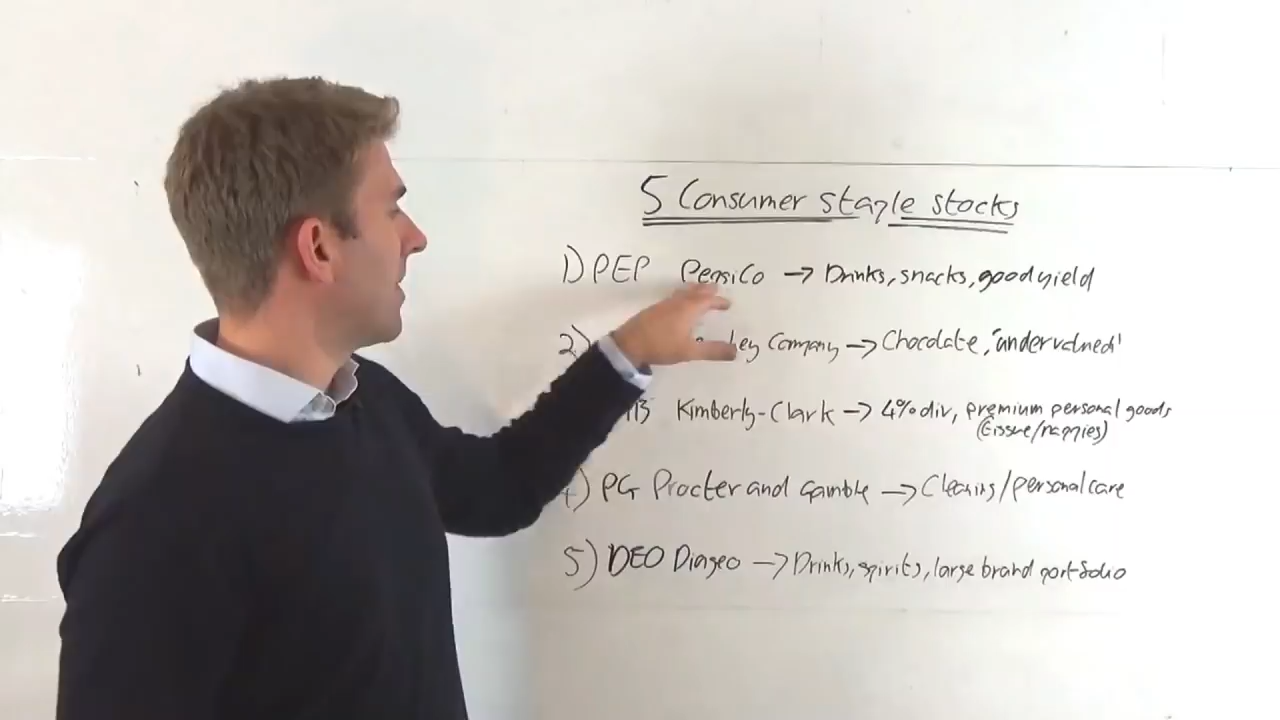 5 Consumer staple stocks
1) PEP PepsiCo → Drinks, snacks, good yield
2) Company → Chocolate, 'undervalued'
Kimberly-Clark → 4% div, premium personal goods
(tissue/nappies)
PG Procter and Gamble → Cleaning/personal care
5) DEO Diageo → Drinks, spirits, large brand portfolio